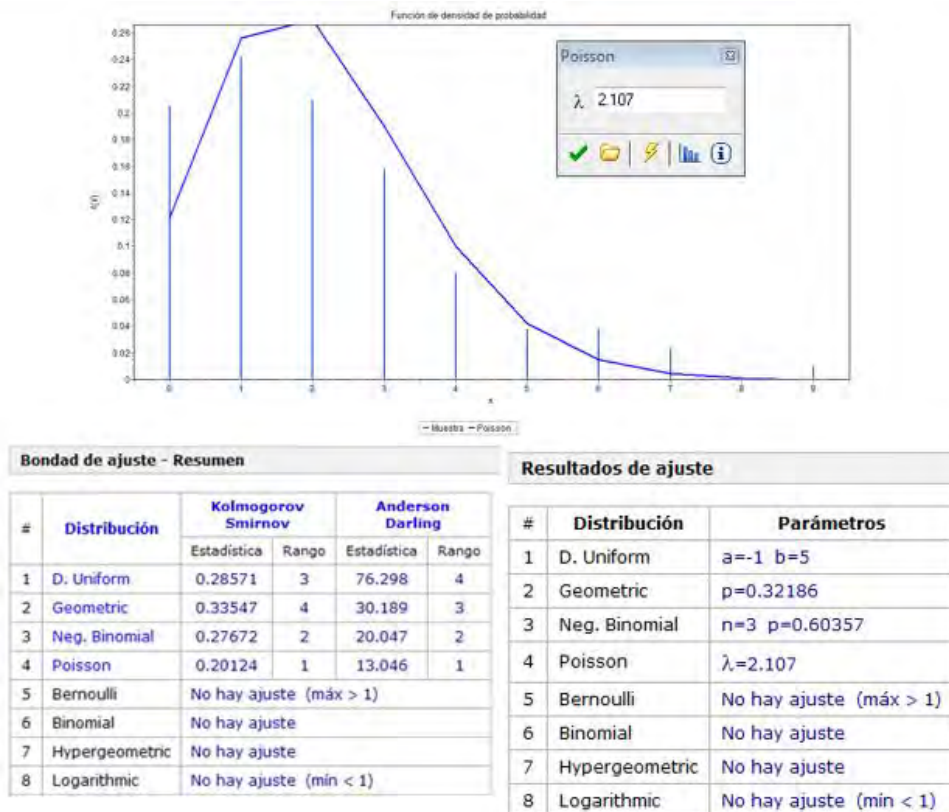 Función de densidad de probabilidad
0.26
0.24
0.22
0.2
0.18
0.16
0.14
0.12
0.1
0.08
0.06
0.04
0.02
0
f(x)
0 1 2 3 4 5 6 7 8 9
x
Muestra Poisson
Poisson
λ 2.107
Bondad de ajuste - Resumen
# Distribución Kolmogorov Smirnov Anderson Darling
Estadística Rango Estadística Rango
1 D. Uniform 0.28571 3 76.298 4
2 Geometric 0.33547 4 30.189 3
3 Neg. Binomial 0.27672 2 20.047 2
4 Poisson 0.20124 1 13.046 1
5 Bernoulli No hay ajuste (máx > 1)
6 Binomial No hay ajuste
7 Hypergeometric No hay ajuste
8 Logarithmic No hay ajuste (mín < 1)
Resultados de ajuste
# Distribución Parámetros
1 D. Uniform a=-1 b=5
2 Geometric p=0.32186
3 Neg. Binomial n=3 p=0.60357
4 Poisson λ=2.107
5 Bernoulli No hay ajuste (máx > 1)
6 Binomial No hay ajuste
7 Hypergeometric No hay ajuste
8 Logarithmic No hay ajuste (mín < 1)